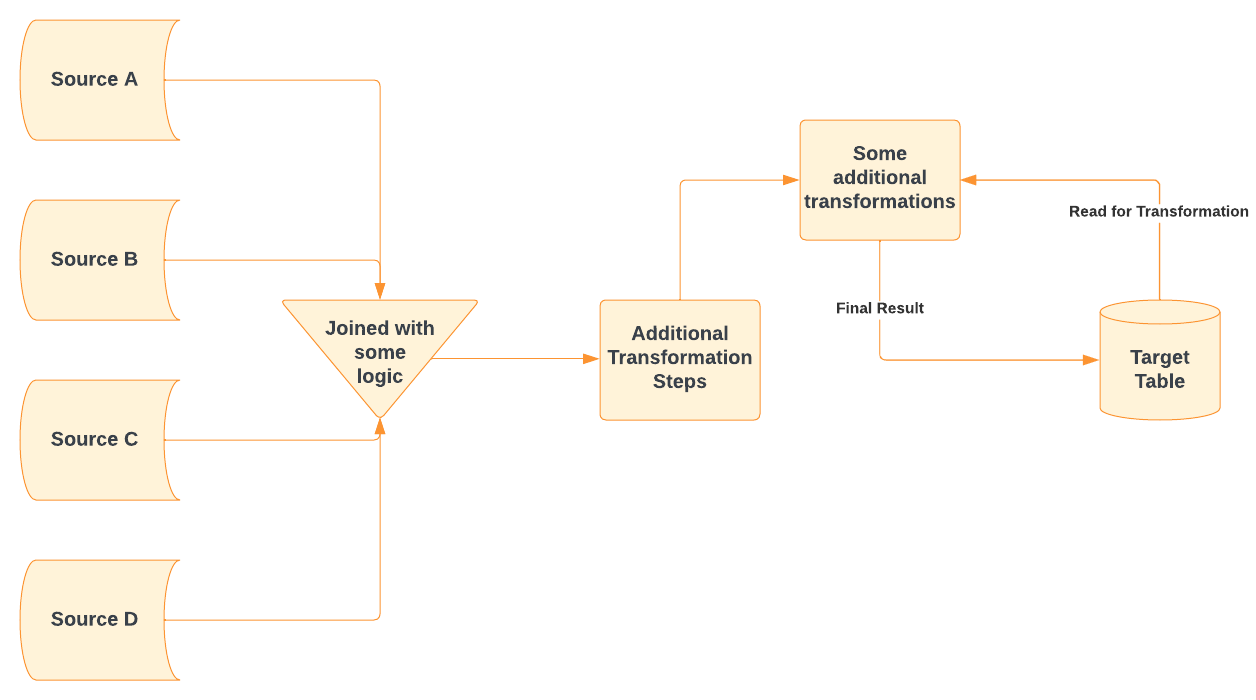 Source A
Source B
Source C
Source D
Joined with
some
logic
Additional
Transformation
Steps
Some
additional
transformations
Read for Transformation
Final Result
Target
Table